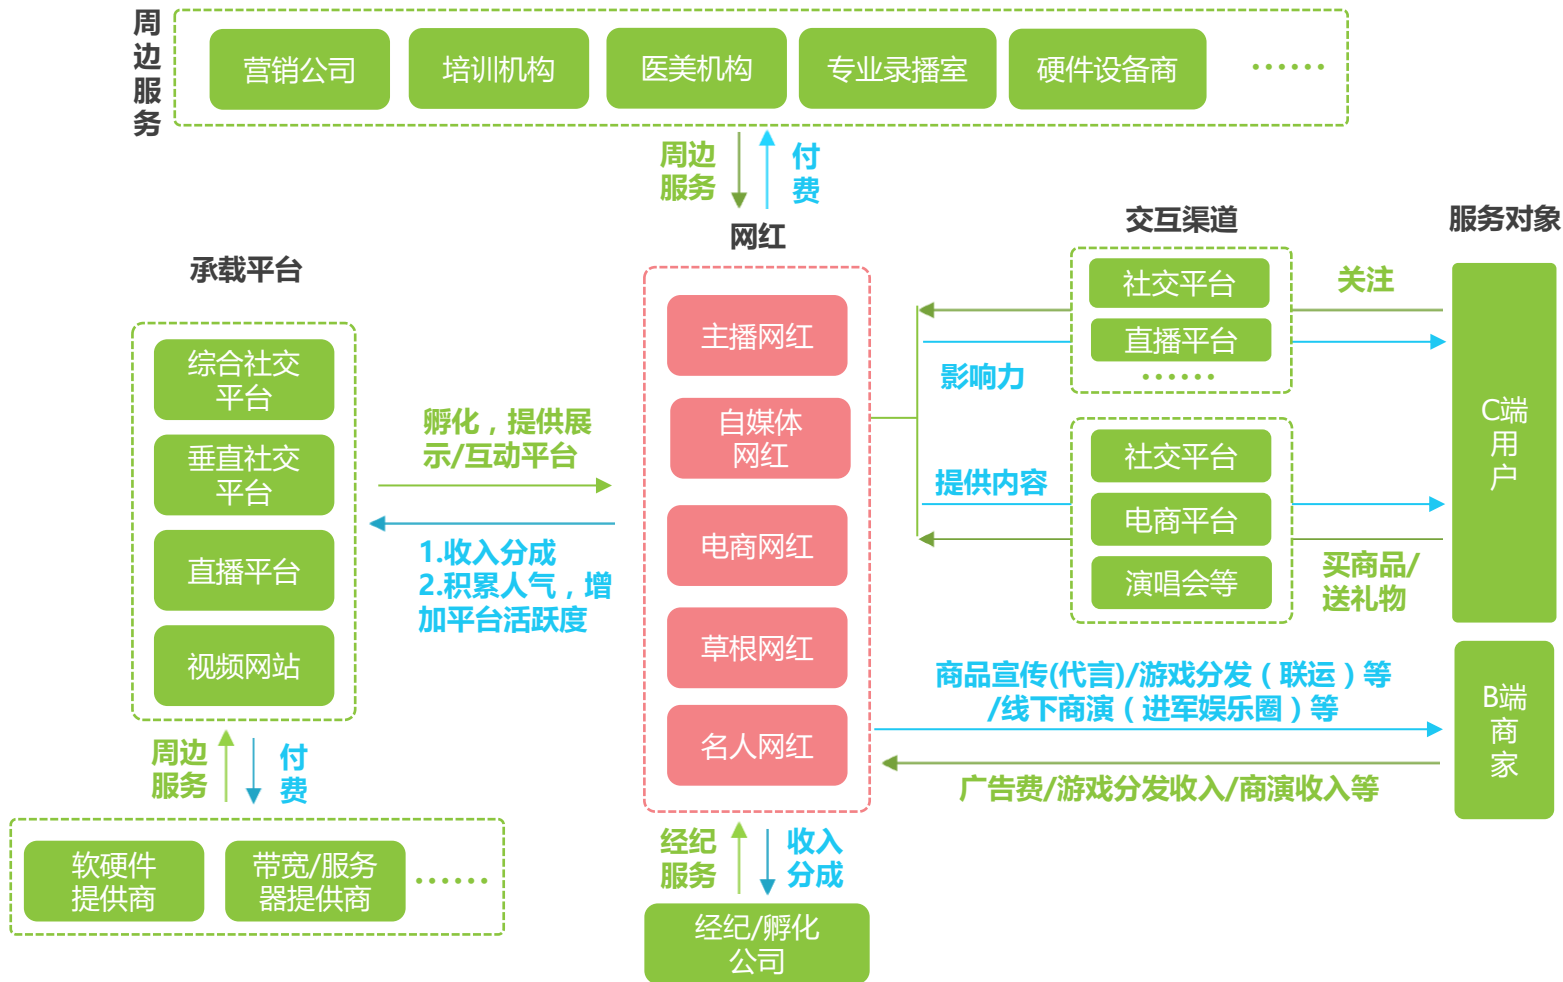 周
边
服
务
营销公司
培训机构
医美机构
专业录播室
硬件设备商
……
周边
服务
付
费
网红
交互渠道
服务对象
承载平台
综合社交
平台
垂直社交
平台
直播平台
视频网站
孵化，提供展
示/互动平台
1.收入分成
2.积累人气，增
加平台活跃度
主播网红
自媒体
网红
电商网红
草根网红
名人网红
社交平台
直播平台
……
关注
影响力
社交平台
电商平台
演唱会等
提供内容
买商品/
送礼物
C端
用
户
商品宣传(代言)/游戏分发（联运）等
/线下商演（进军娱乐圈）等
广告费/游戏分发收入/商演收入等
B端
商
家
周边
服务
付
费
软硬件
提供商
带宽/服务
器提供商
……
经纪
服务
收入
分成
经纪/孵化
公司